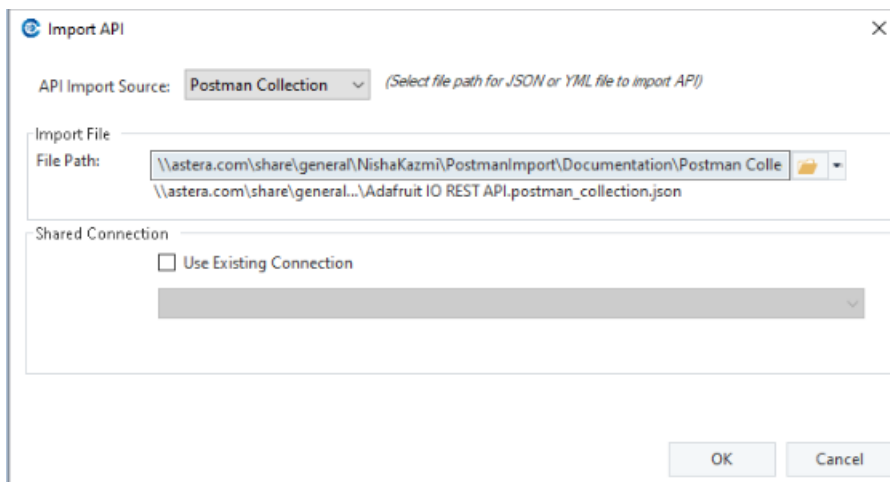 Import API
API Import Source: Postman Collection (Select file path for JSON or YML file to import API)
Import File
File Path: \\astera.com\share\general\NishaKazmi\PostmanImport\Documentation\Postman Colle
\\astera.com\share\general...\Adafruit IO REST API.postman_collection.json
Shared Connection
Use Existing Connection
OK Cancel